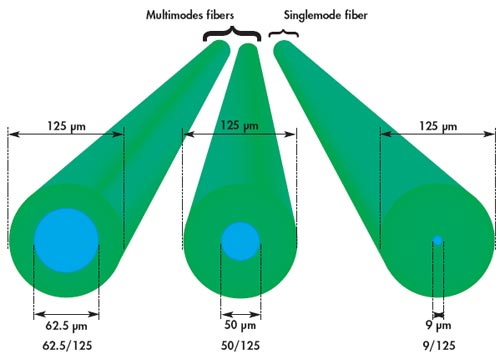 Multimodes fibers
Singlemode fiber
125 µm
125 µm
125 µm
62.5 µm
50 µm
9 µm
62.5/125
50/125
9/125